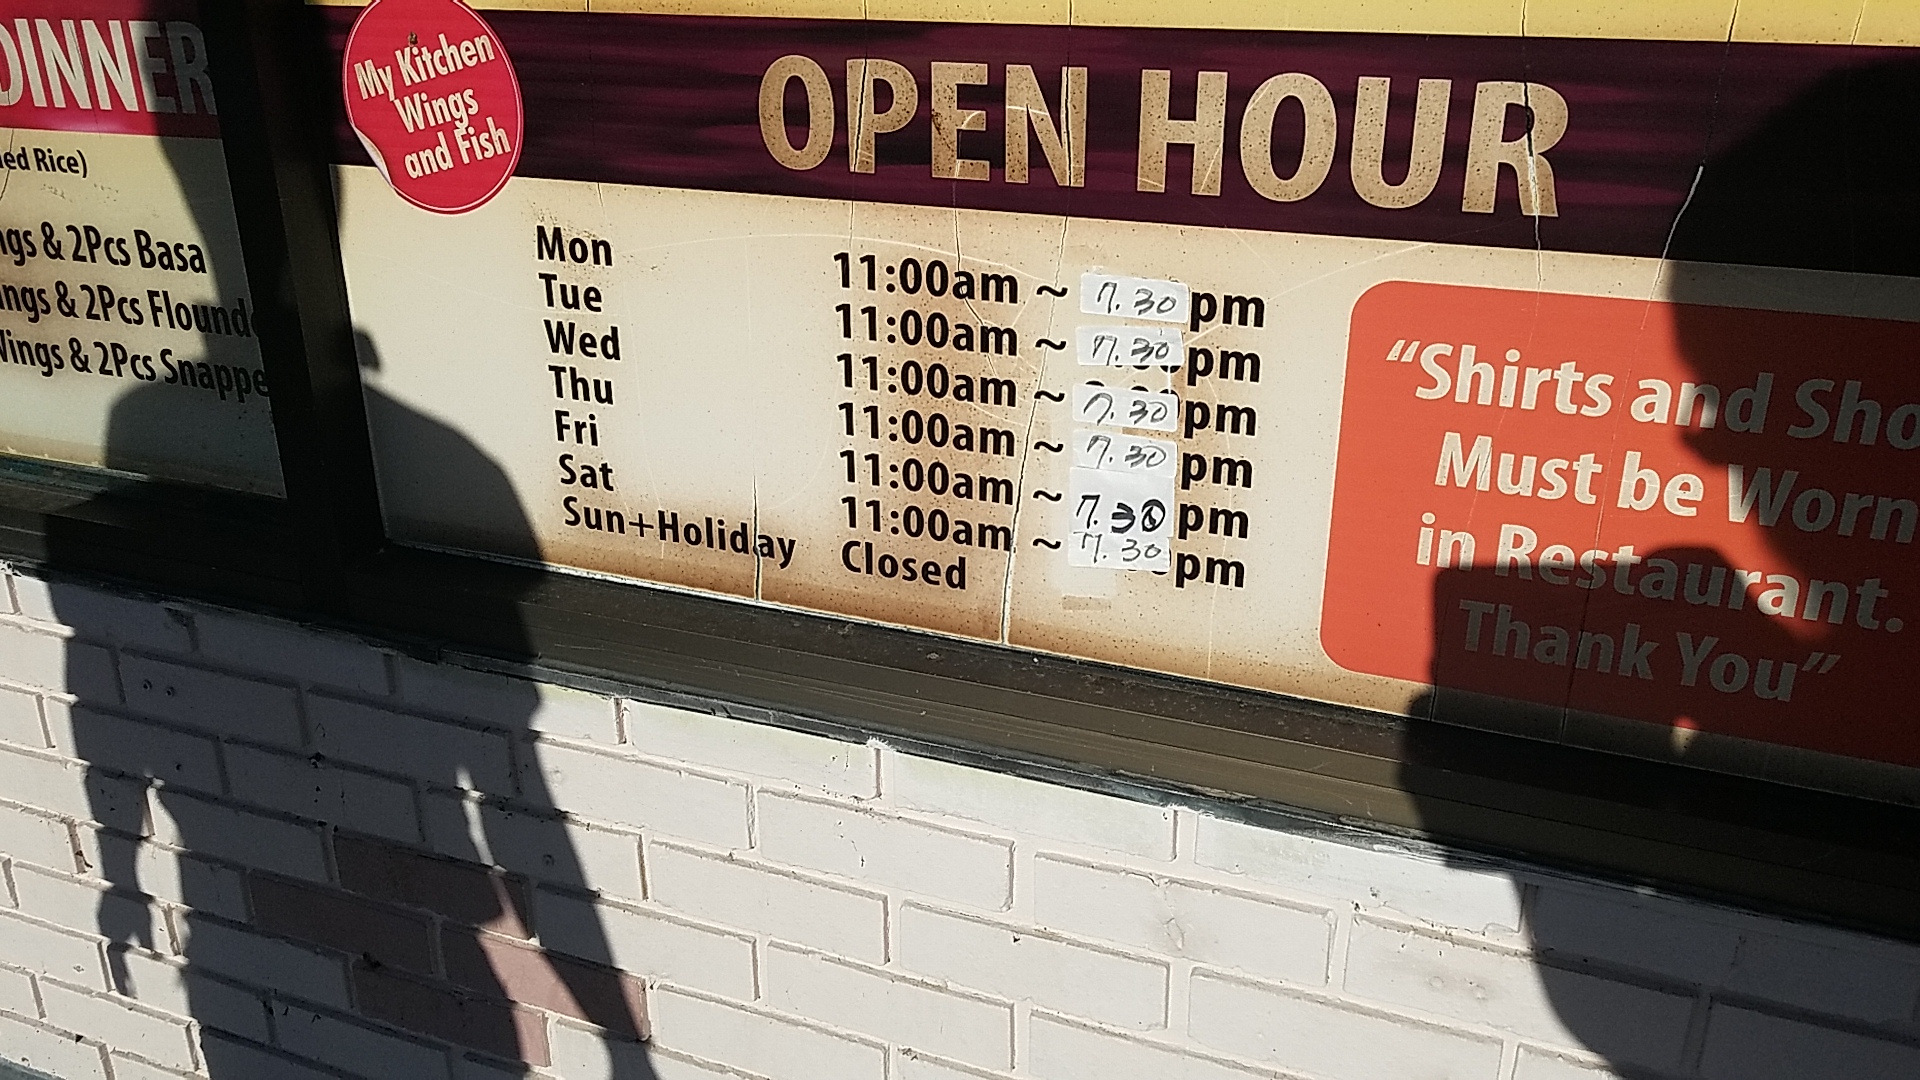 DINNER
ed Rice)
ngs & 2Pcs Basa
ings & 2Pcs Flound
Wings & 2Pcs Snappe
My Kitchen
Wings
and Fish
OPEN HOUR
Mon 11:00am ~ 7.30 pm
Tue 11:00am ~ 7.30 pm
Wed 11:00am ~ 7.30 pm
Thu 11:00am ~ 7.30 pm
Fri 11:00am ~ 7.30 pm
Sat 11:00am ~ 7.30 pm
Sun+Holiday Closed
“Shirts and Sho
Must be Worn
in Restaurant.
Thank You”